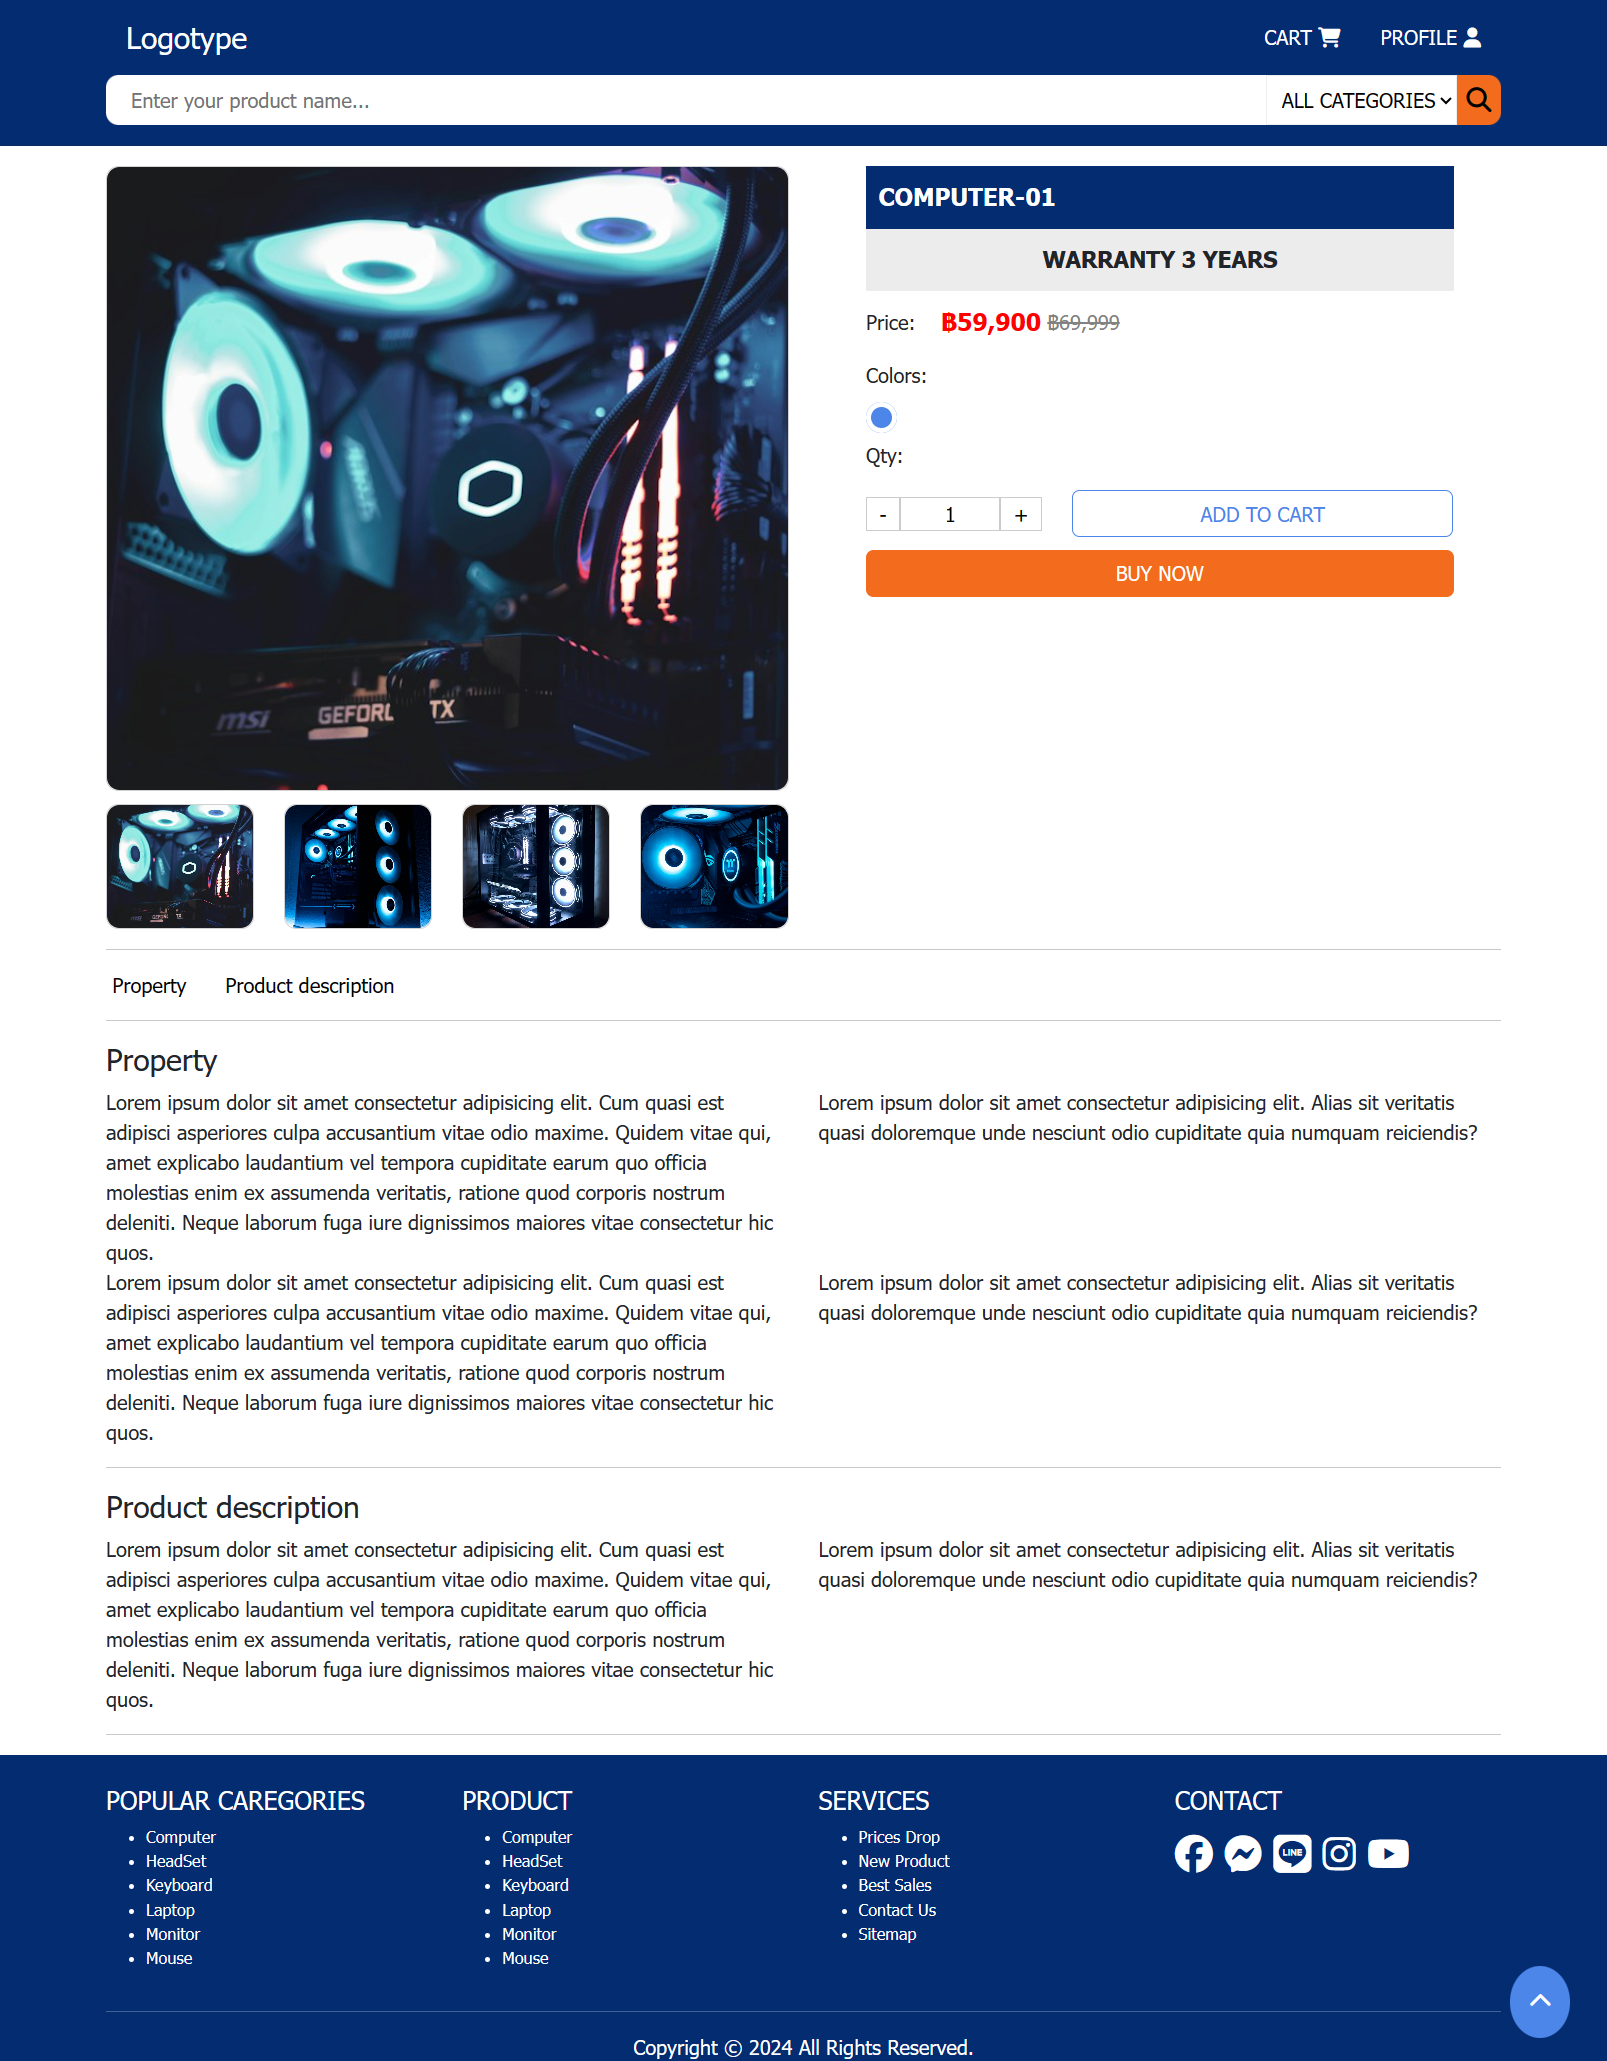 Logotype
CART
PROFILE
Enter your product name...
ALL CATEGORIES
COMPUTER-01
WARRANTY 3 YEARS
Price: ฿59,900 ฿69,999
Colors:
Qty:
- 1 +
ADD TO CART
BUY NOW
msi
GEFORC TX
Property
Product description
Property
Lorem ipsum dolor sit amet consectetur adipisicing elit. Cum quasi est
adipisci asperiores culpa accusantium vitae odio maxime. Quidem vitae qui,
amet explicabo laudantium vel tempora cupiditate earum quo officia
molestias enim ex assumenda veritatis, ratione quod corporis nostrum
deleniti. Neque laborum fuga iure dignissimos maiores vitae consectetur hic
quos.
Lorem ipsum dolor sit amet consectetur adipisicing elit. Alias sit veritatis
quasi doloremque unde nesciunt odio cupiditate quia numquam reiciendis?
Lorem ipsum dolor sit amet consectetur adipisicing elit. Cum quasi est
adipisci asperiores culpa accusantium vitae odio maxime. Quidem vitae qui,
amet explicabo laudantium vel tempora cupiditate earum quo officia
molestias enim ex assumenda veritatis, ratione quod corporis nostrum
deleniti. Neque laborum fuga iure dignissimos maiores vitae consectetur hic
quos.
Lorem ipsum dolor sit amet consectetur adipisicing elit. Alias sit veritatis
quasi doloremque unde nesciunt odio cupiditate quia numquam reiciendis?
Product description
Lorem ipsum dolor sit amet consectetur adipisicing elit. Cum quasi est
adipisci asperiores culpa accusantium vitae odio maxime. Quidem vitae qui,
amet explicabo laudantium vel tempora cupiditate earum quo officia
molestias enim ex assumenda veritatis, ratione quod corporis nostrum
deleniti. Neque laborum fuga iure dignissimos maiores vitae consectetur hic
quos.
Lorem ipsum dolor sit amet consectetur adipisicing elit. Alias sit veritatis
quasi doloremque unde nesciunt odio cupiditate quia numquam reiciendis?
POPULAR CAREGORIES
Computer
HeadSet
Keyboard
Laptop
Monitor
Mouse
PRODUCT
Computer
HeadSet
Keyboard
Laptop
Monitor
Mouse
SERVICES
Prices Drop
New Product
Best Sales
Contact Us
Sitemap
CONTACT
LINE
Copyright © 2024 All Rights Reserved.